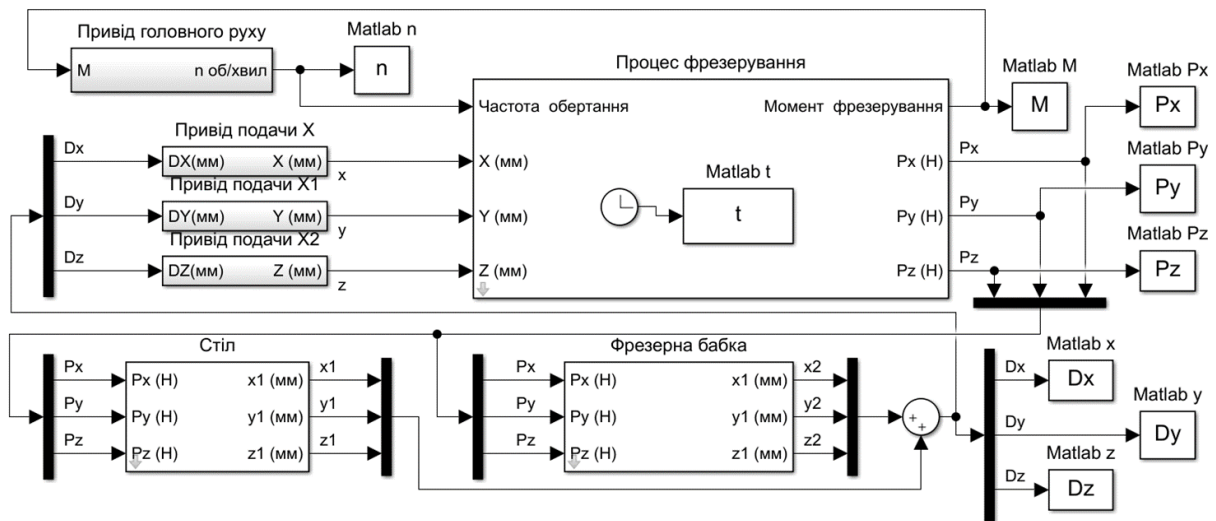 Привід головного руху
M
n об/хвил
Matlab n
n
Процес фрезерування
Частота обертання
Момент фрезерування
Matlab M
M
Matlab Px
Px
Dx
Привід подачи X
DX(мм)
X (мм)
x
X (мм)
Px (Н)
Px
Matlab Py
Py
Dy
Привід подачи X1
DY(мм)
Y (мм)
y
Y (мм)
Matlab t
t
Py (Н)
Py
Matlab Pz
Pz
Dz
Привід подачи X2
DZ(мм)
Z (мм)
z
Z (мм)
Pz (Н)
Pz
Стіл
Px
Px (Н)
x1 (мм)
x1
Py
Py (Н)
y1 (мм)
y1
Pz
Pz (Н)
z1 (мм)
z1
Фрезерна бабка
Px
Px (Н)
x1 (мм)
x2
Py
Py (Н)
y1 (мм)
y2
Pz
Pz (Н)
z1 (мм)
z2
+
+
Dx
Matlab x
Dx
Dy
Matlab y
Dy
Dz
Matlab z
Dz